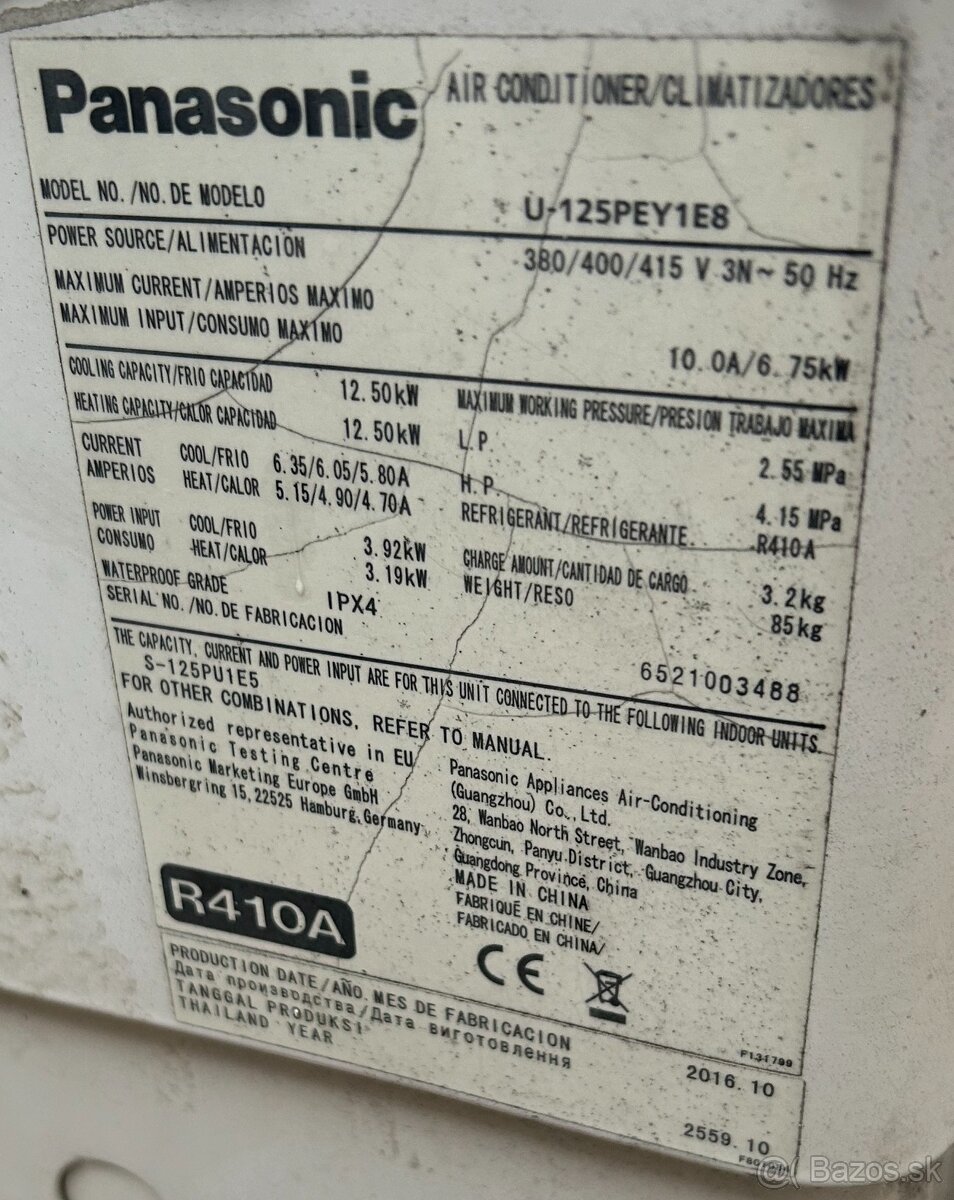 Panasonic AIR CONDITIONER/CLIMATIZADORES
MODEL NO./NO. DE MODELO U-125PEY1E8
POWER SOURCE/ALIMENTACION 380/400/415 V 3N~ 50 Hz
MAXIMUM CURRENT/AMPERIOS MAXIMO
MAXIMUM INPUT/CONSUMO MAXIMO 10.0A/6.75kW
COOLING CAPACITY/FRIO CAPACIDAD 12.50kW
HEATING CAPACITY/CALOR CAPACIDAD 12.50kW
CURRENT COOL/FRIO 6.35/6.05/5.80A
AMPERIOS HEAT/CALOR 5.15/4.90/4.70A
POWER INPUT COOL/FRIO 3.92kW
CONSUMO HEAT/CALOR 3.19kW
WATERPROOF GRADE IPX4
MAXIMUM WORKING PRESSURE/PRESION TRABAJO MAXIMA
L.P. 2.55 MPa
H.P. 4.15 MPa
REFRIGERANT/REFRIGERANTE R410A
CHARGE AMOUNT/CANTIDAD DE CARGO 3.2kg
WEIGHT/RESO 85kg
SERIAL NO./NO. DE FABRICACION 6521003488
THE CAPACITY, CURRENT AND POWER INPUT ARE FOR THIS UNIT CONNECTED TO THE FOLLOWING INDOOR UNITS.
S-125PU1E5
FOR OTHER COMBINATIONS, REFER TO MANUAL.
Authorized representative in EU
Panasonic Testing Centre
Panasonic Marketing Europe GmbH
Winsbergring 15, 22525 Hamburg, Germany
Panasonic Appliances Air-Conditioning
(Guangzhou) Co., Ltd.
28, Wanbao North Street, Wanbao Industry Zone,
Zhongcun, Panyu District, Guangzhou City,
Guangdong Province, China
MADE IN CHINA
FABRIQUÉ EN CHINE/
FABRICADO EN CHINA/
R410A
CE
F131799
PRODUCTION DATE/AÑO. MES DE FABRICACION
Дата производства/Дата виготовлення
TANGGAL PRODUKSI 2016.10
THAILAND YEAR 2559.10
Bazos.sk